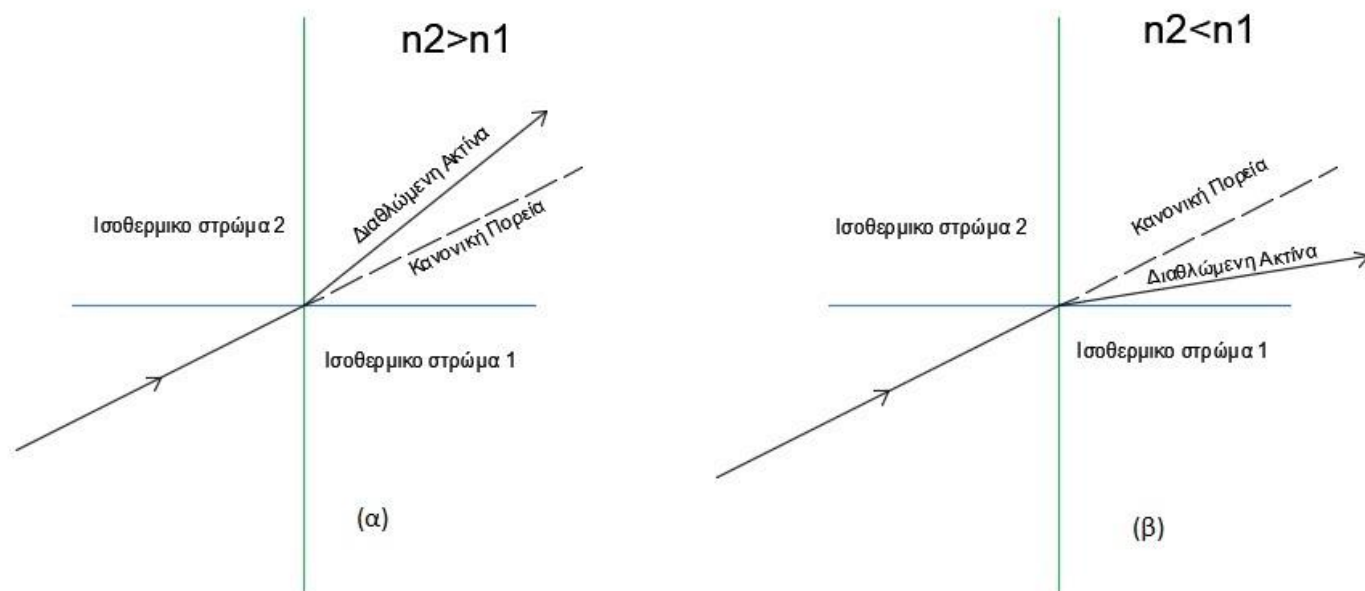 n2>n1
Διαθλώμενη Ακτίνα
Κανονική Πορεία
Ισοθερμικο στρώμα 2
Ισοθερμικο στρώμα 1
(α)
n2<n1
Κανονική Πορεία
Διαθλώμενη Ακτίνα
Ισοθερμικο στρώμα 2
Ισοθερμικο στρώμα 1
(β)